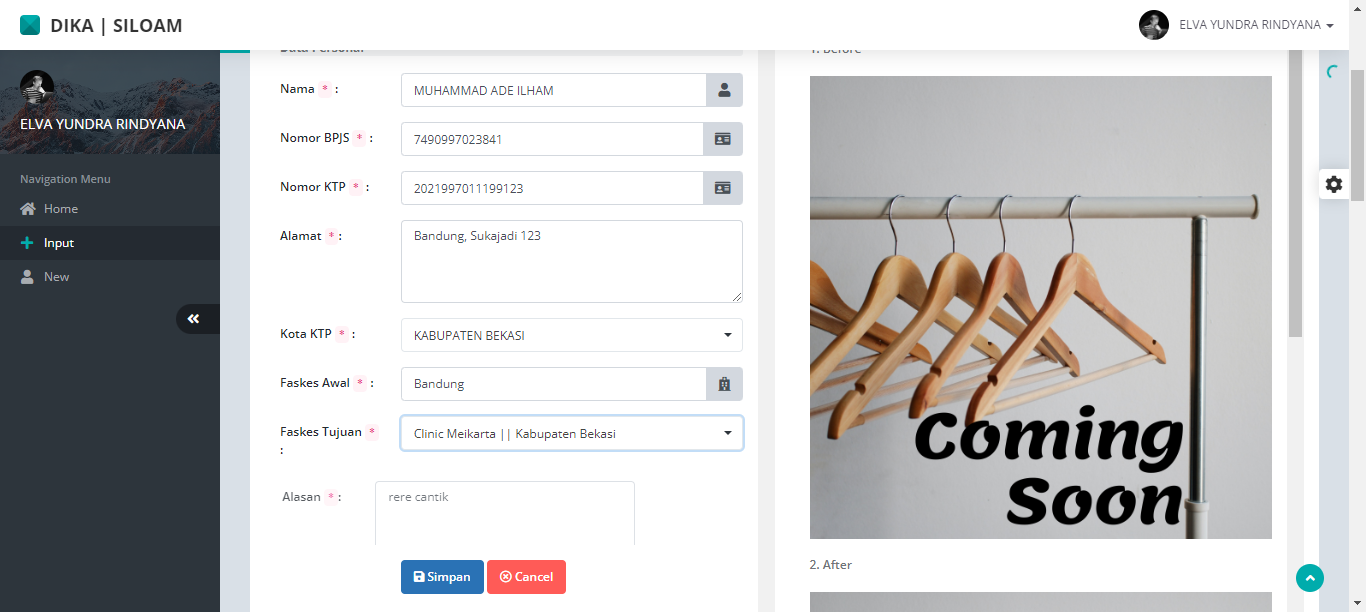 DIKA | SILOAM
ELVA YUNDRA RINDYANA
ELVA YUNDRA RINDYANA
Navigation Menu
Home
Input
New
Data Personal
Nama * :
MUHAMMAD ADE ILHAM
Nomor BPJS * :
7490997023841
Nomor KTP * :
2021997011199123
Alamat * :
Bandung, Sukajadi 123
Kota KTP * :
KABUPATEN BEKASI
Faskes Awal * :
Bandung
Faskes Tujuan *
:
Clinic Meikarta || Kabupaten Bekasi
Alasan * :
rere cantik
Simpan
Cancel
1. Before
Coming
Soon
2. After